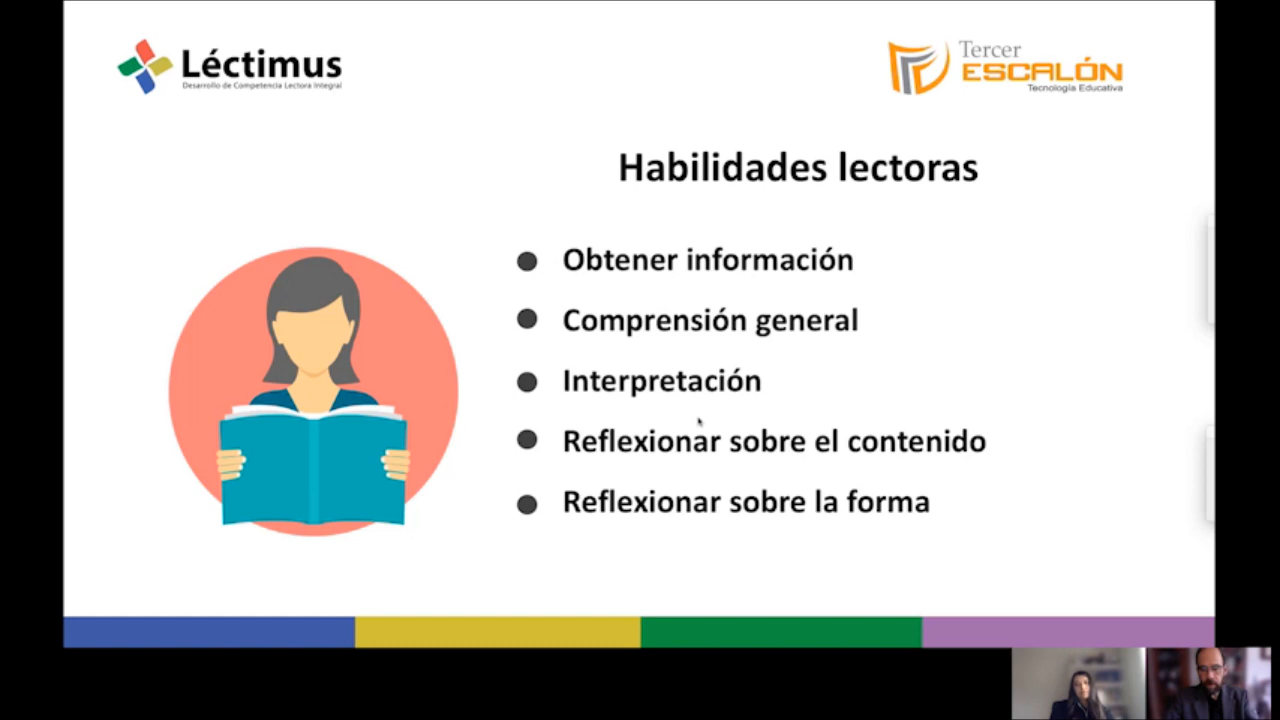 Léctimus
Desarrollo de Competencia Lectora Integral
Tercer
ESCALÓN
Tecnología Educativa
Habilidades lectoras
Obtener información
Comprensión general
Interpretación
Reflexionar sobre el contenido
Reflexionar sobre la forma